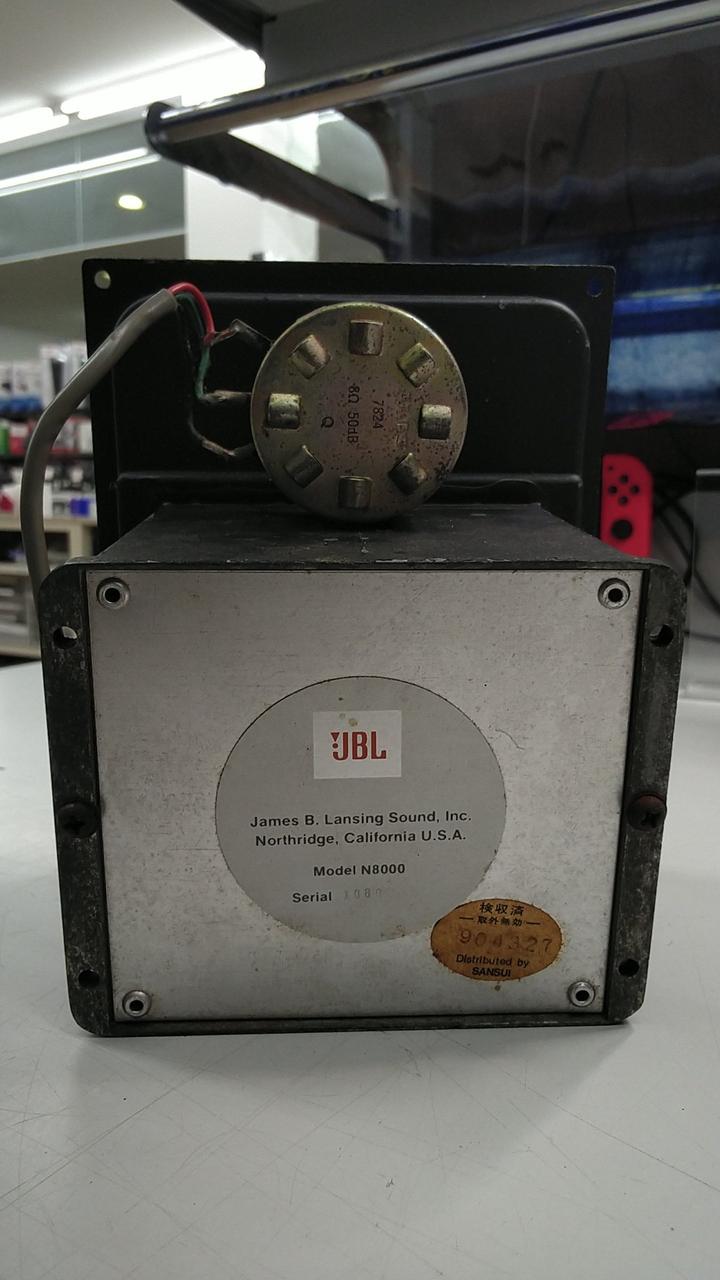 8Ω 50dB
7824
Q
JBL
James B. Lansing Sound, Inc.
Northridge, California U.S.A.
Model N8000
Serial
検収済
取外無効
904327
Distributed by
SANSUI